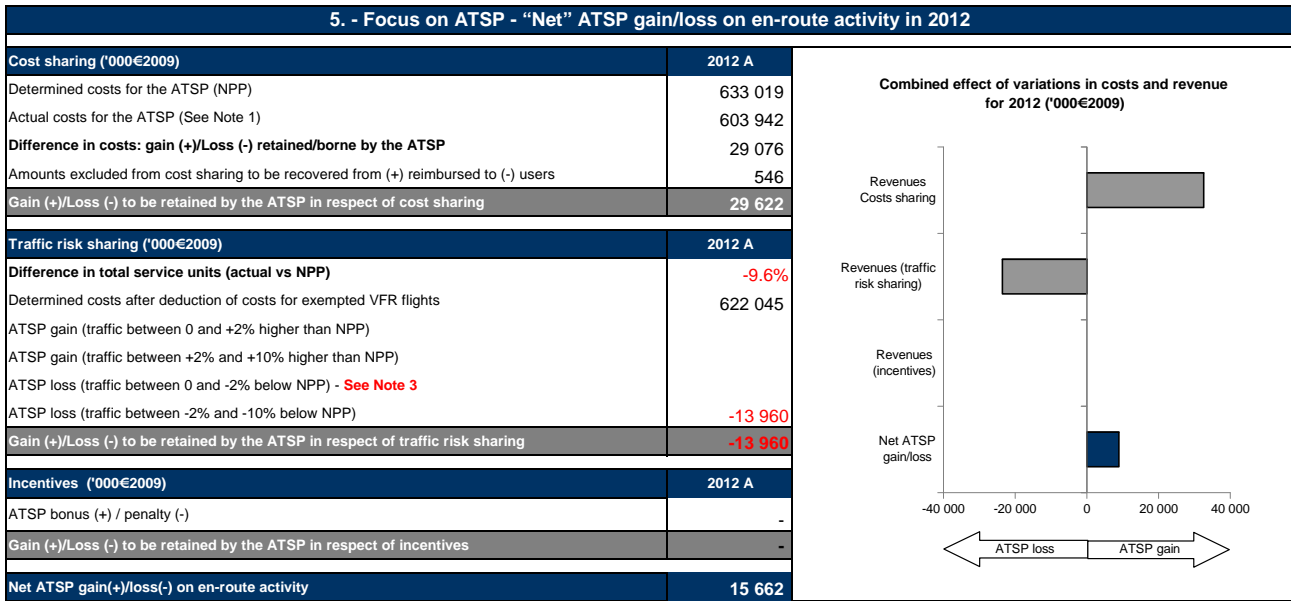 5. - Focus on ATSP - “Net” ATSP gain/loss on en-route activity in 2012
Cost sharing ('000€2009) 2012 A
Determined costs for the ATSP (NPP) 633 019
Actual costs for the ATSP (See Note 1) 603 942
Difference in costs: gain (+)/Loss (-) retained/borne by the ATSP 29 076
Amounts excluded from cost sharing to be recovered from (+) reimbursed to (-) users 546
Gain (+)/Loss (-) to be retained by the ATSP in respect of cost sharing 29 622
Traffic risk sharing ('000€2009) 2012 A
Difference in total service units (actual vs NPP) -9.6%
Determined costs after deduction of costs for exempted VFR flights 622 045
ATSP gain (traffic between 0 and +2% higher than NPP)
ATSP gain (traffic between +2% and +10% higher than NPP)
ATSP loss (traffic between 0 and -2% below NPP) - See Note 3
ATSP loss (traffic between -2% and -10% below NPP) -13 960
Gain (+)/Loss (-) to be retained by the ATSP in respect of traffic risk sharing -13 960
Incentives ('000€2009) 2012 A
ATSP bonus (+) / penalty (-) -
Gain (+)/Loss (-) to be retained by the ATSP in respect of incentives -
Net ATSP gain(+)/loss(-) on en-route activity 15 662
Combined effect of variations in costs and revenue
for 2012 ('000€2009)
Revenues
Costs sharing
Revenues (traffic
risk sharing)
Revenues
(incentives)
Net ATSP
gain/loss
-40 000 -20 000 0 20 000 40 000
ATSP loss ATSP gain